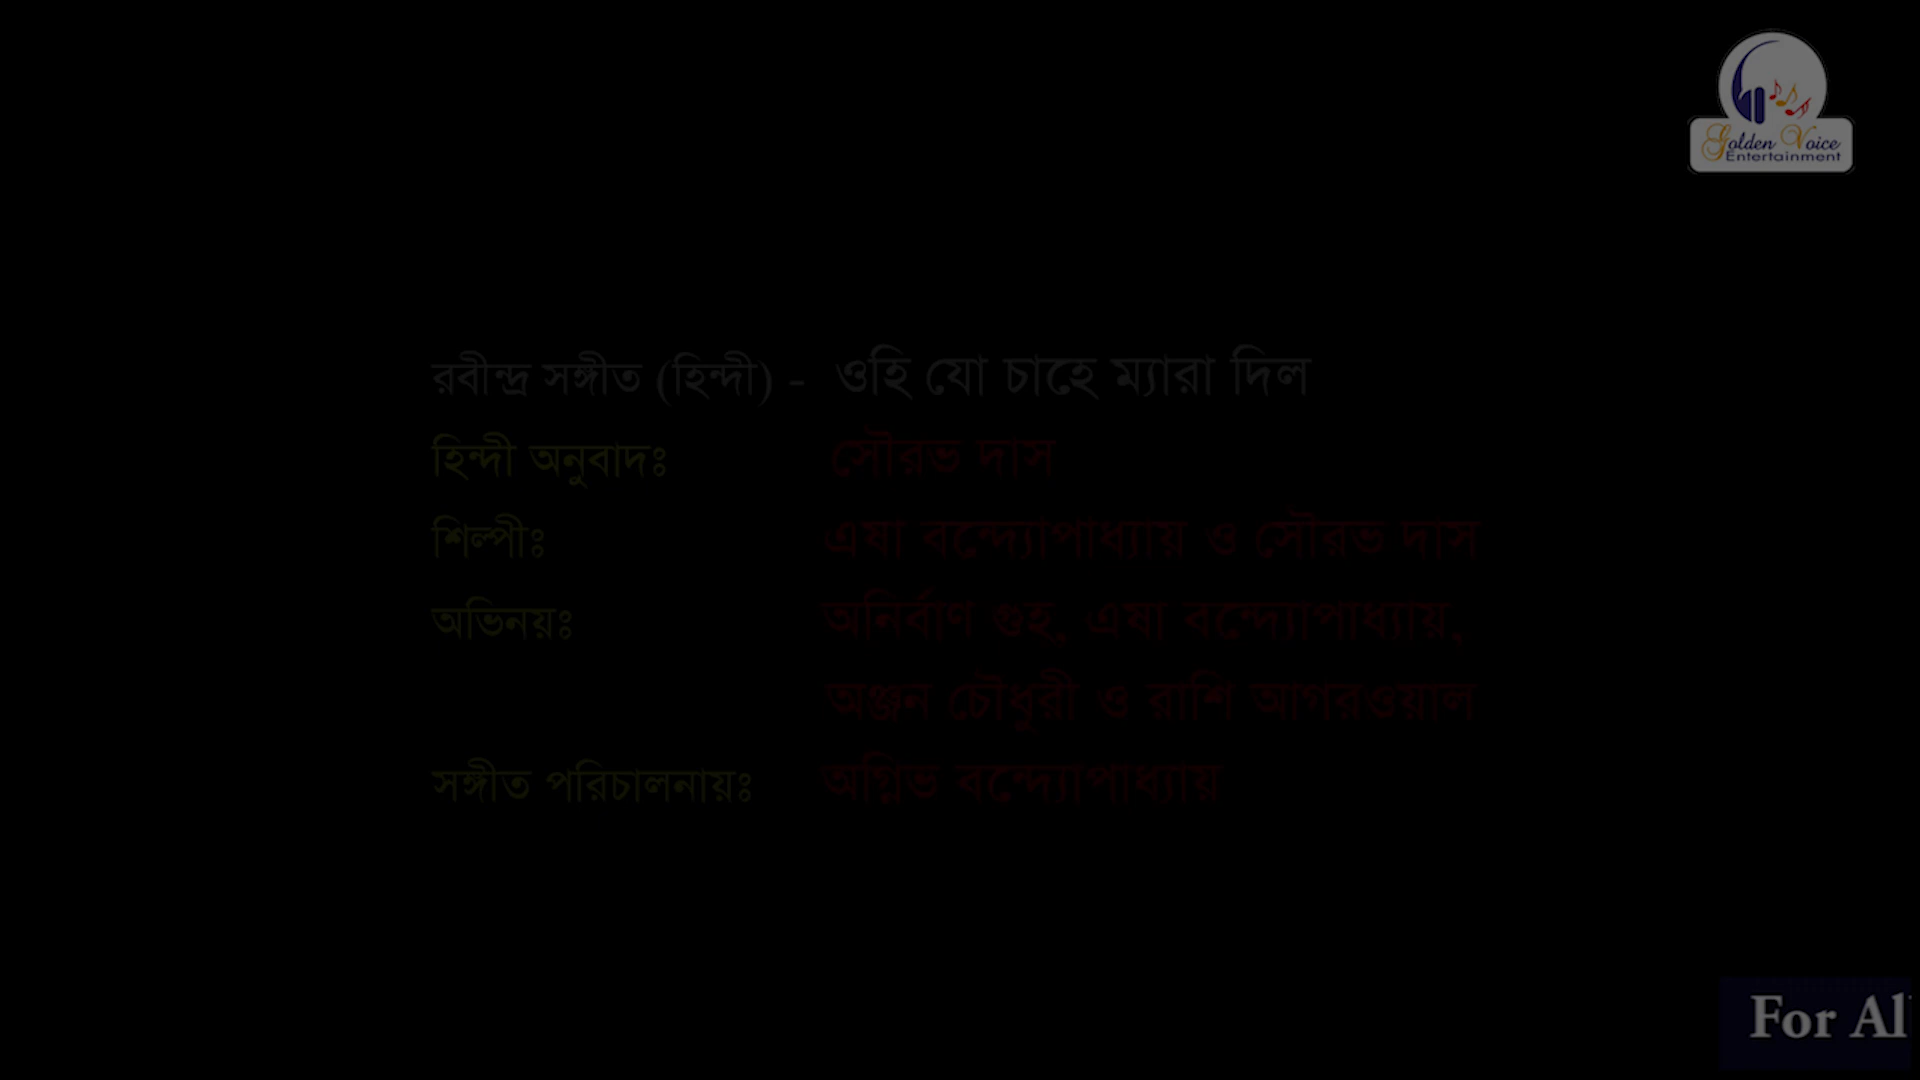 Golden Voice
Entertainment
রবীন্দ্র সঙ্গীত (হিন্দী) - ওহি যো চাহে ম্যারা দিল
হিন্দী অনুবাদঃ সৌরভ দাস
শিল্পীঃ এষা বন্দ্যোপাধ্যায় ও সৌরভ দাস
অভিনয়ঃ অনির্বাণ গুহ, এষা বন্দ্যোপাধ্যায়,
অঞ্জন চৌধুরী ও রাশি আগরওয়াল
সঙ্গীত পরিচালনায়ঃ অগ্নিভ বন্দ্যোপাধ্যায়
For Al